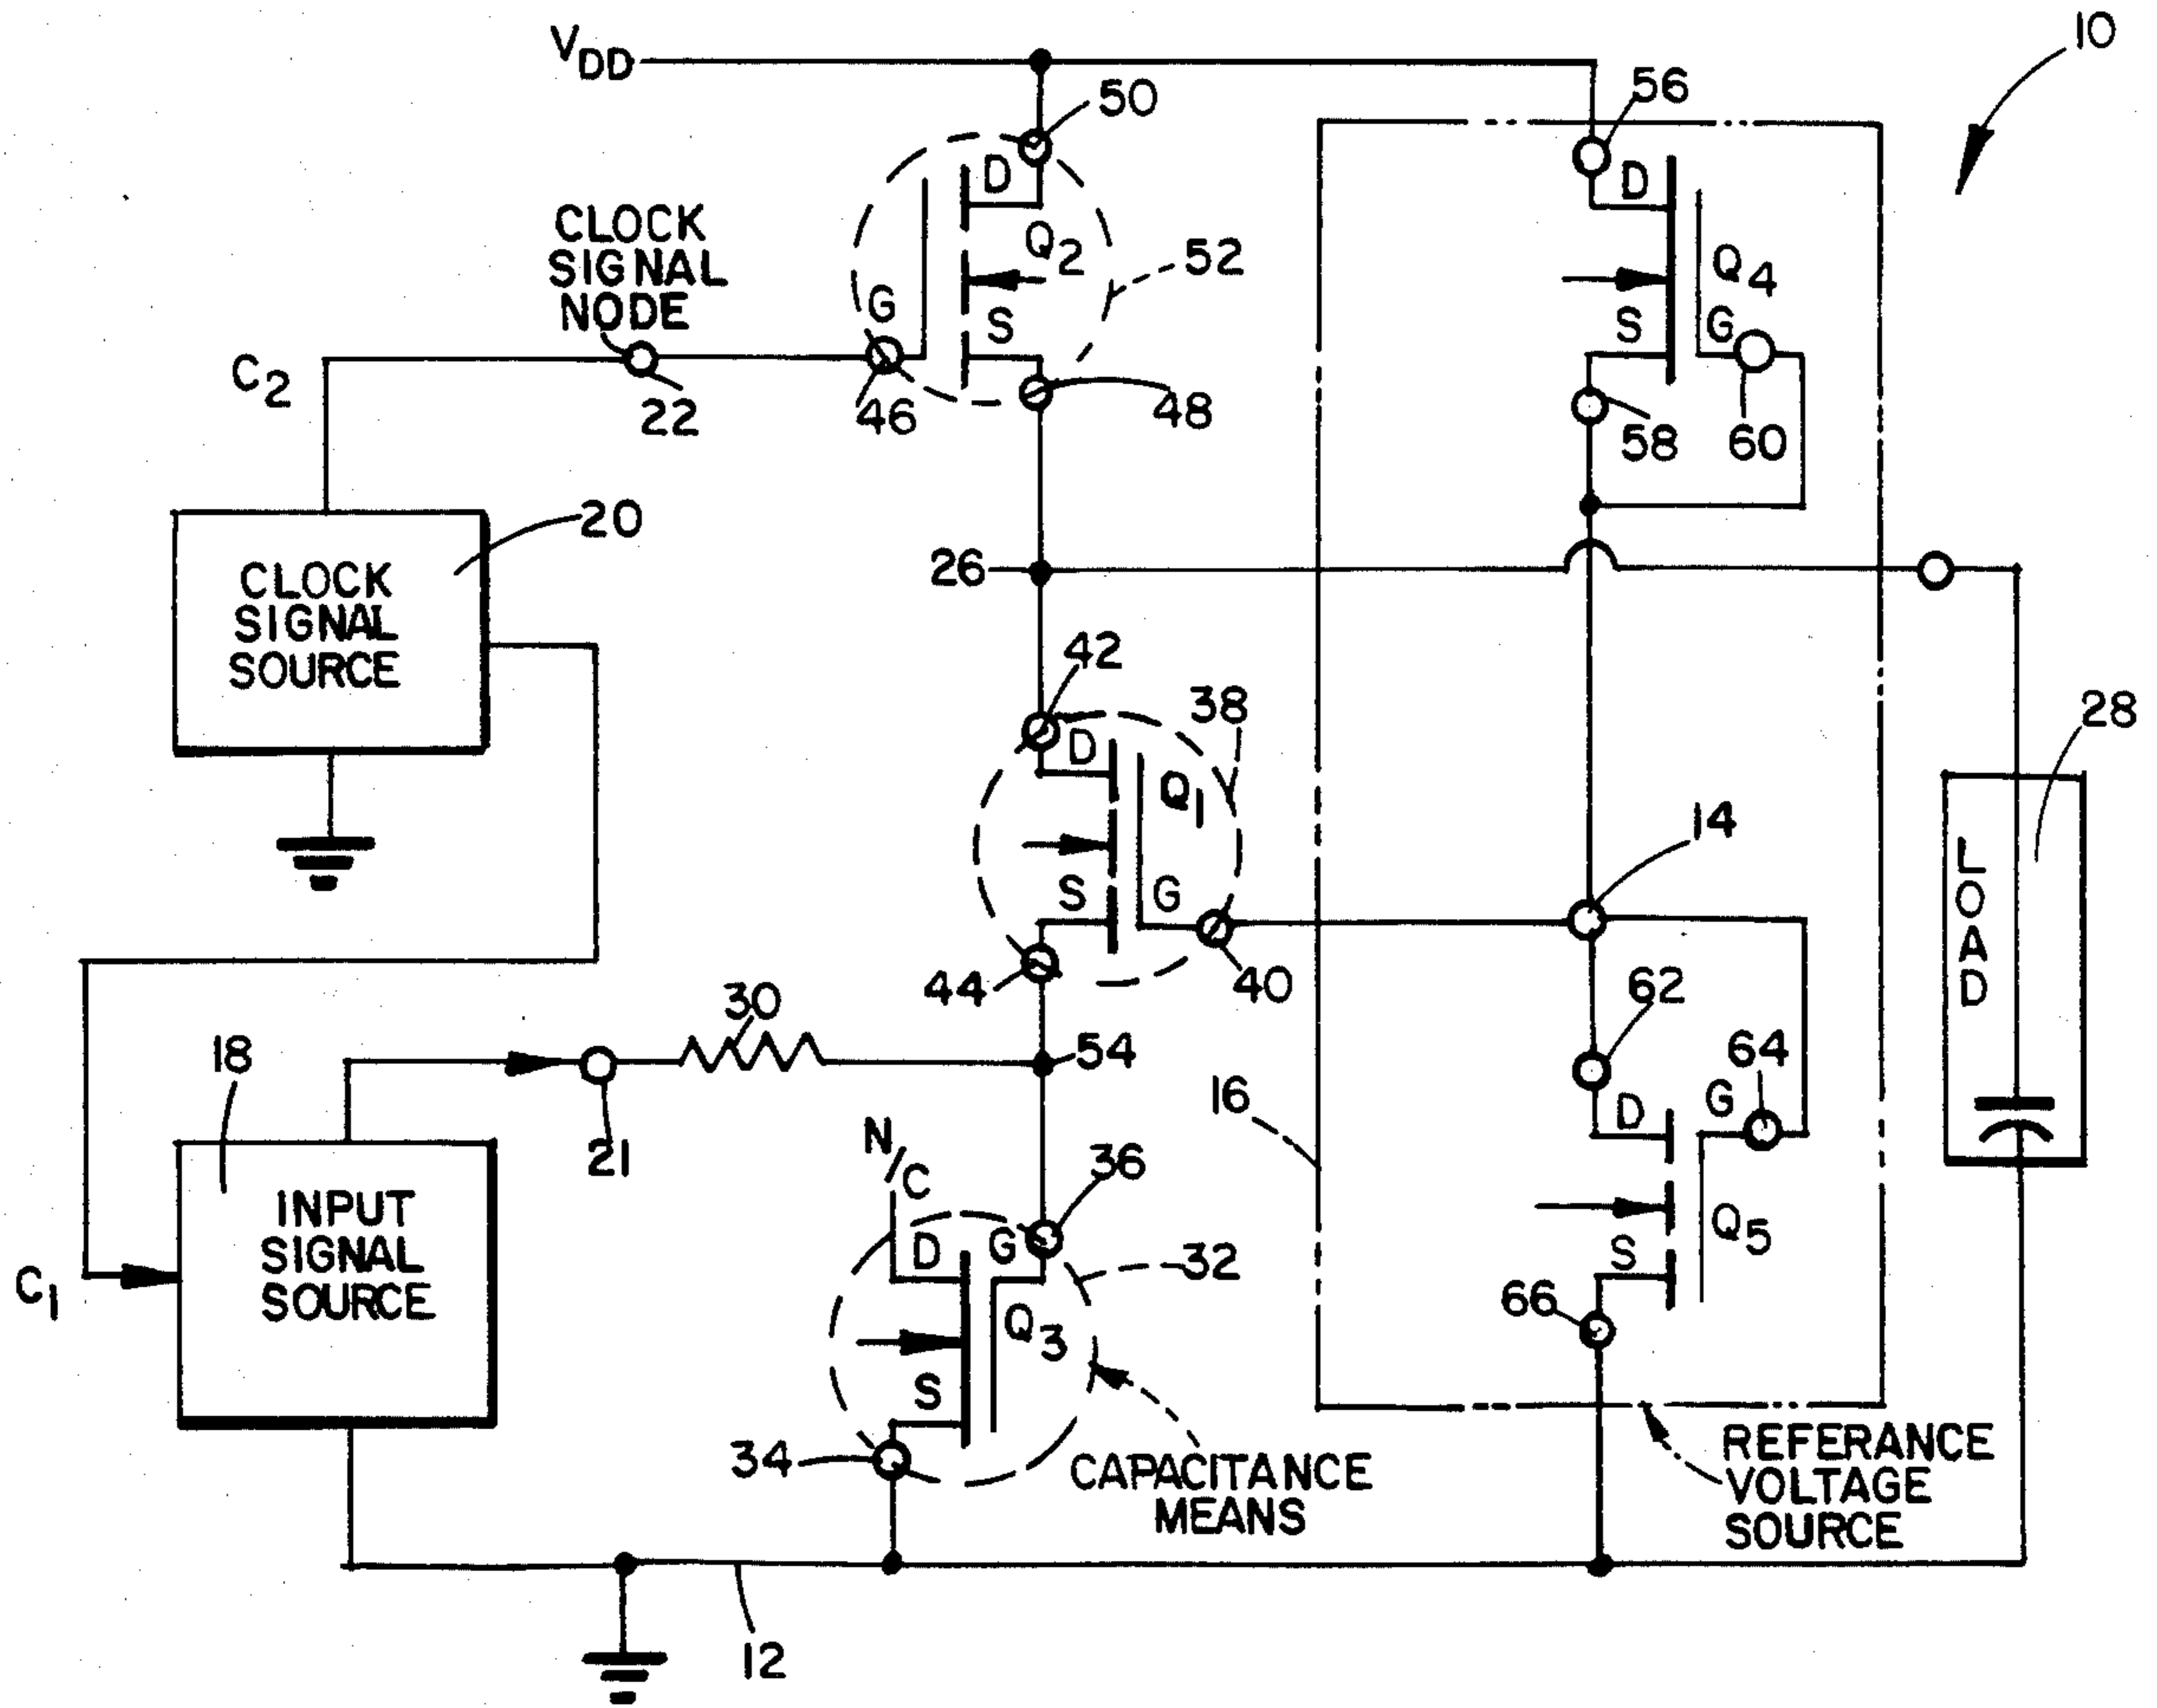 10
VDD
50
56
D
D
CLOCK
SIGNAL
NODE
Q2
52
Q4
G
S
S
G
C2
22
46
48
58
60
20
CLOCK
SIGNAL
SOURCE
26
42
38
28
D
Q1
14
LOAD
S
G
44
40
62
30
18
54
64
21
16
D
G
N/C
36
INPUT
SIGNAL
SOURCE
D
G
32
Q5
C1
Q3
S
66
S
34
CAPACITANCE
MEANS
REFERANCE
VOLTAGE
SOURCE
12